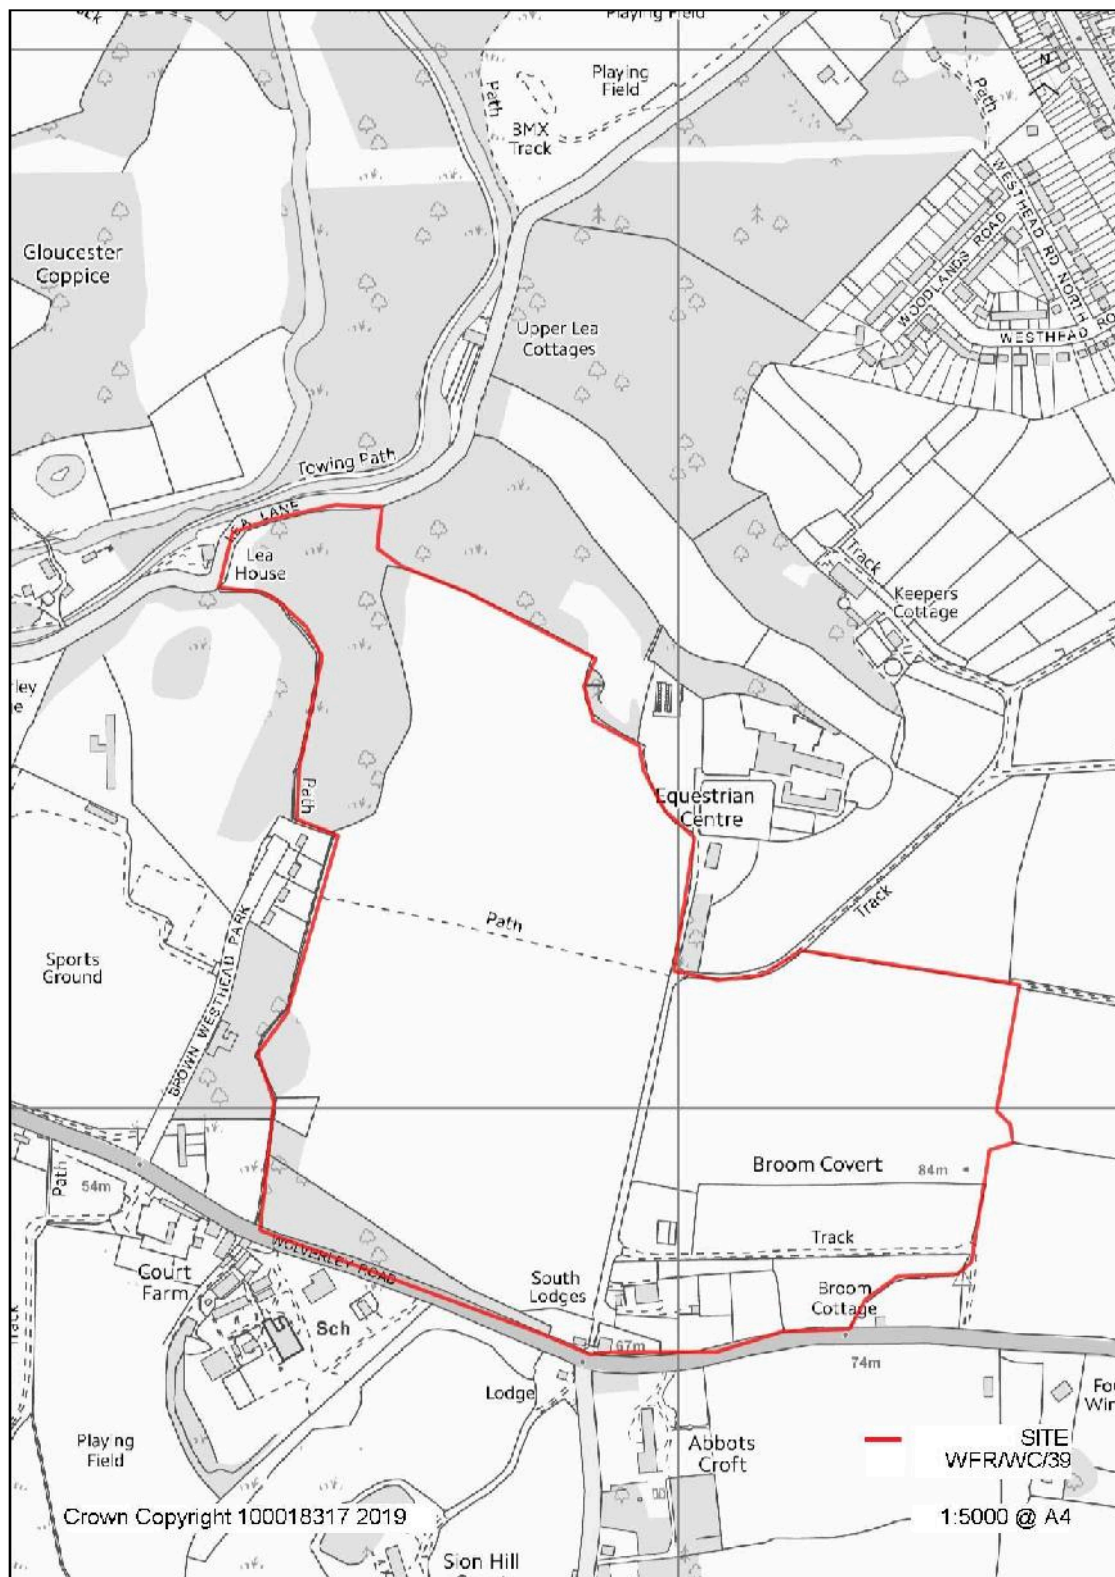 Playing Field
Playing
Field
Path
BMX
Track
N
Path
WESTHEAD RD NORTH
WOODLANDS ROAD
WESTHEAD
Gloucester
Coppice
Upper Lea
Cottages
Towing Path
LEA LANE
Lea
House
Track
Keepers
Cottage
Path
Equestrian
Centre
Track
Path
Sports
Ground
BROWN WESTHEAD PARK
Broom Covert
84m
Path
54m
Track
WOLVERLEY ROAD
Court
Farm
South
Lodges
Broom
Cottage
Sch
67m
74m
Lodge
Playing
Field
Abbots
Croft
SITE
WFR/WC/39
Crown Copyright 100018317 2019
1:5000 @ A4
Sion Hill